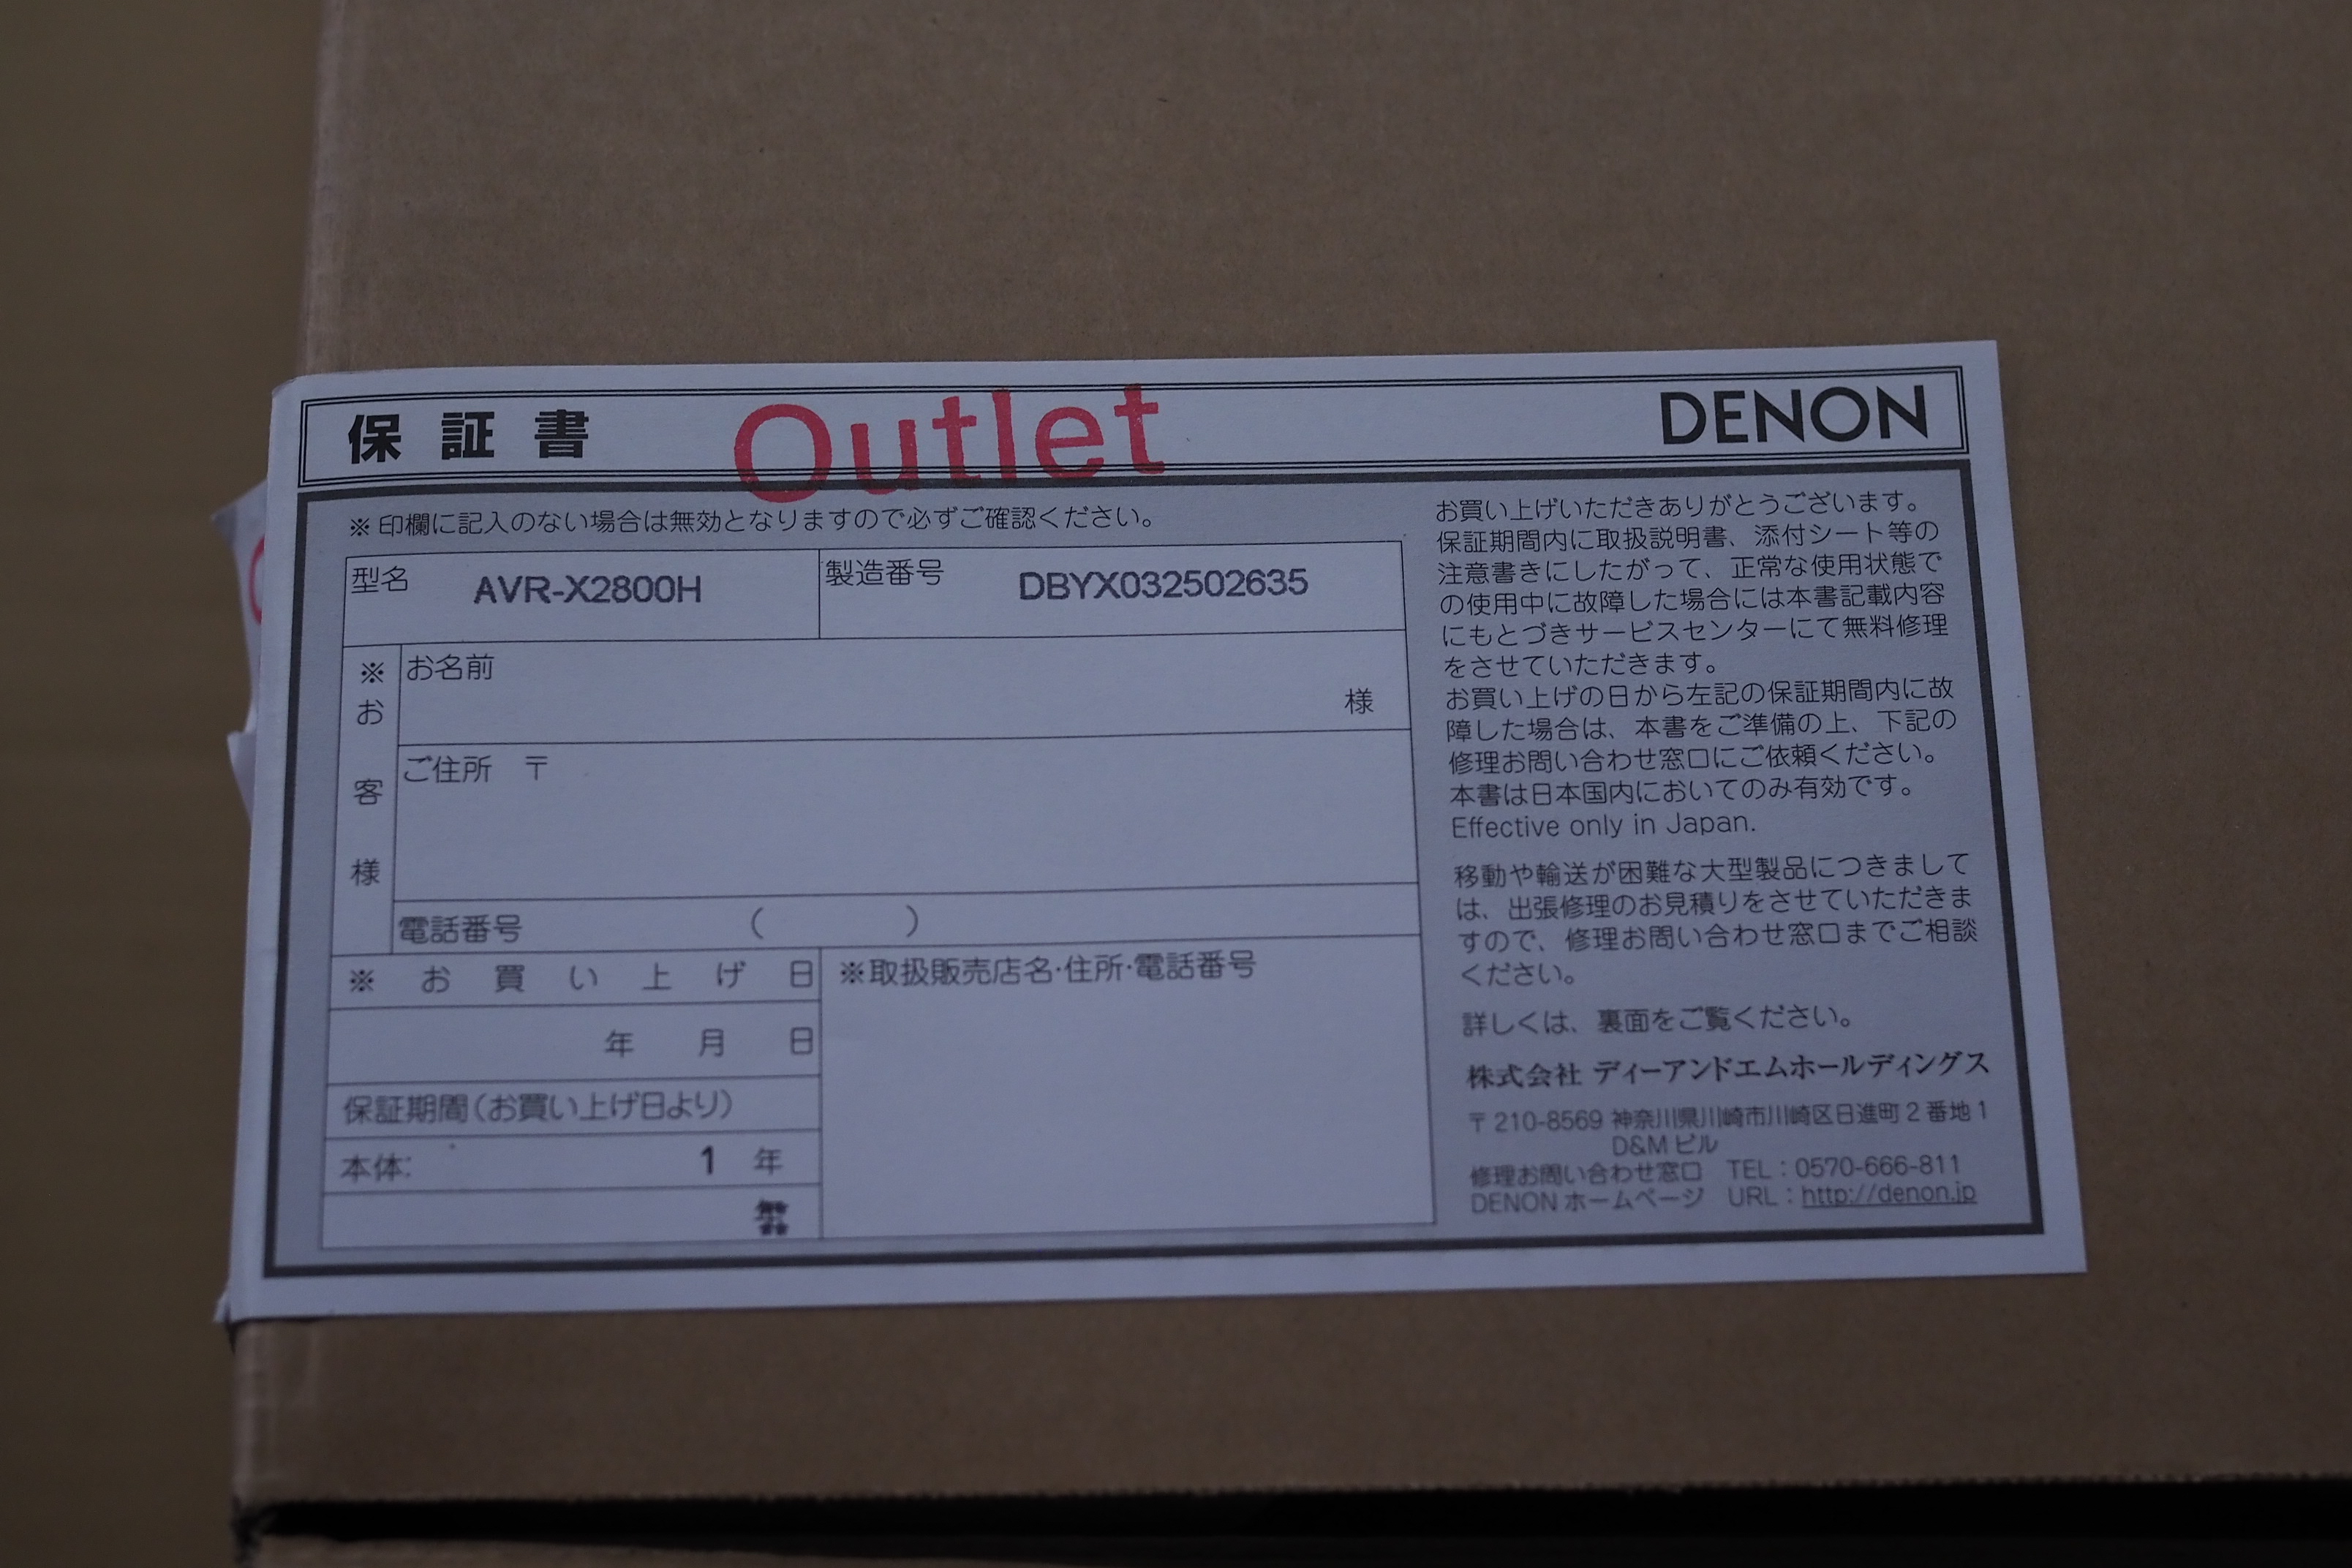 保証書 Outlet DENON
※印欄に記入のない場合は無効となりますので必ずご確認ください。
型名 AVR-X2800H 製造番号 DBYX032502635
※お客様
お名前
様
ご住所 〒
電話番号 ( )
※お買い上げ日
年 月 日
保証期間(お買い上げ日より)
本体: 1 年
※取扱販売店名・住所・電話番号
お買い上げいただきありがとうございます。
保証期間内に取扱説明書、添付シート等の
注意書きにしたがって、正常な使用状態で
の使用中に故障した場合には本書記載内容
にもとづきサービスセンターにて無料修理
をさせていただきます。
お買い上げの日から左記の保証期間内に故
障した場合は、本書をご準備の上、下記の
修理お問い合わせ窓口にご依頼ください。
本書は日本国内においてのみ有効です。
Effective only in Japan.
移動や輸送が困難な大型製品につきまして
は、出張修理のお見積りをさせていただきま
すので、修理お問い合わせ窓口までご相談
ください。
詳しくは、裏面をご覧ください。
株式会社 ディーアンドエムホールディングス
〒210-8569 神奈川県川崎市川崎区日進町2番地1
D&Mビル
修理お問い合わせ窓口 TEL：0570-666-811
DENONホームページ URL：http://denon.jp